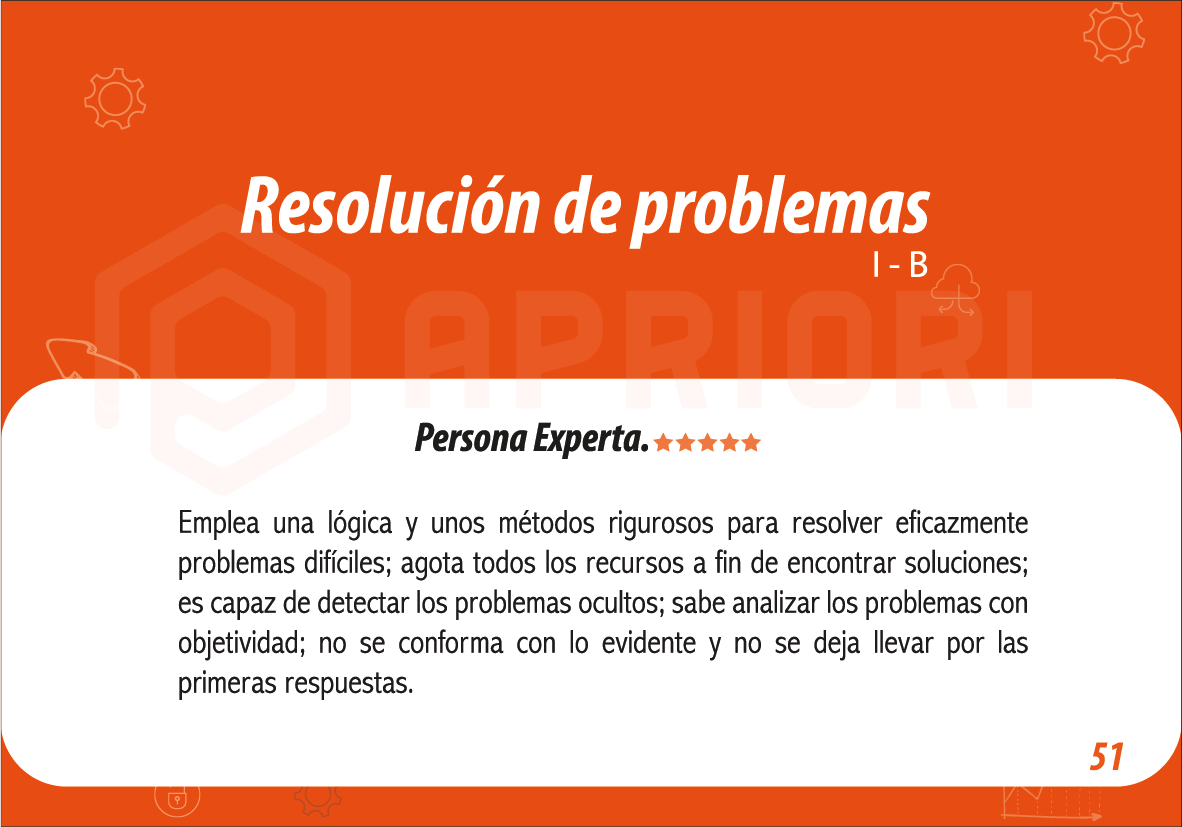 Resolución de problemas
I - B
APRIORI
Persona Experta. ★★★★★
Emplea una lógica y unos métodos rigurosos para resolver eficazmente
problemas difíciles; agota todos los recursos a fin de encontrar soluciones;
es capaz de detectar los problemas ocultos; sabe analizar los problemas con
objetividad; no se conforma con lo evidente y no se deja llevar por las
primeras respuestas.
51